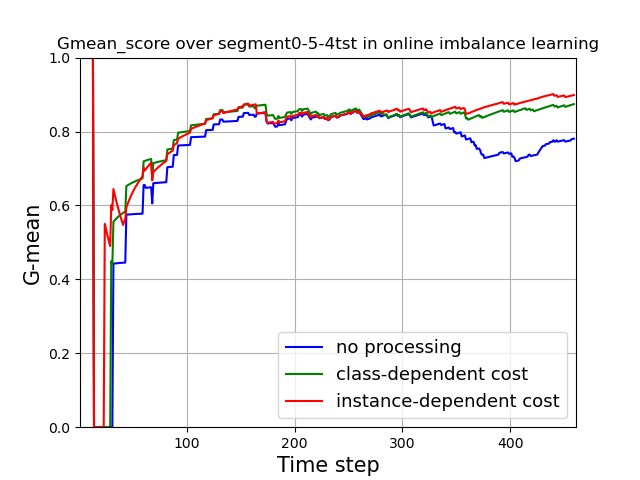 Gmean_score over segment0-5-4tst in online imbalance learning
1.0
0.8
0.6
0.4
0.2
0.0
G-mean
no processing
class-dependent cost
instance-dependent cost
100
200
300
400
Time step